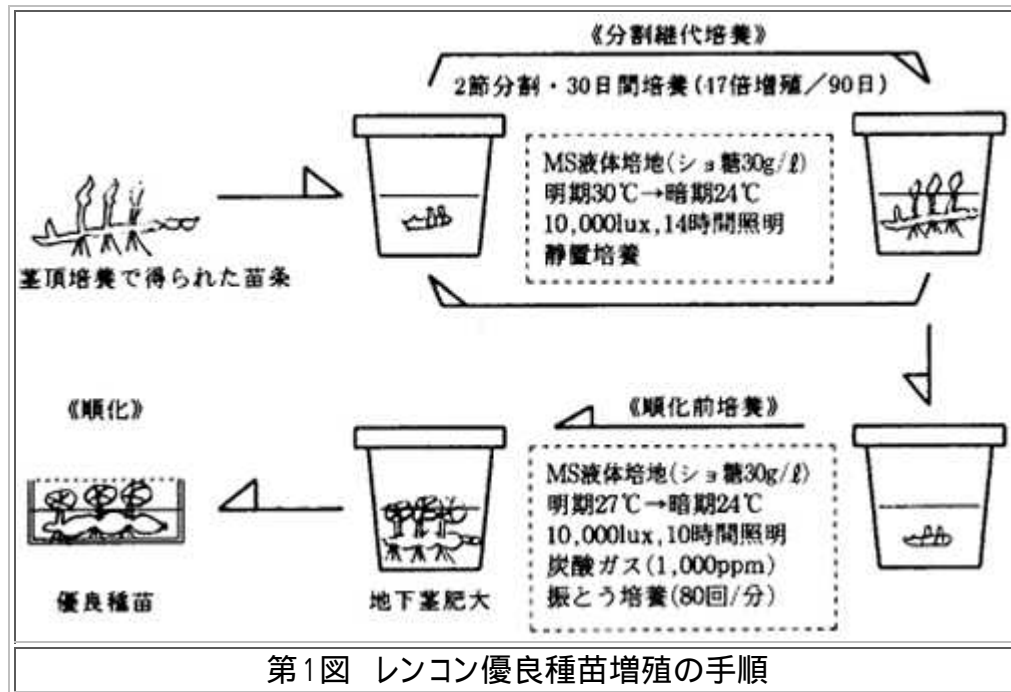 《分割継代培養》
2節分割・30日間培養(47倍増殖/90日)
MS液体培地(ショ糖30g/ℓ)
明期30℃→暗期24℃
10,000lux,14時間照明
静置培養
茎頂培養で得られた苗条
《順化》
《順化前培養》
MS液体培地(ショ糖30g/ℓ)
明期27℃→暗期24℃
10,000lux,10時間照明
炭酸ガス(1,000ppm)
振とう培養(80回/分)
優良種苗
地下茎肥大
第1図 レンコン優良種苗増殖の手順